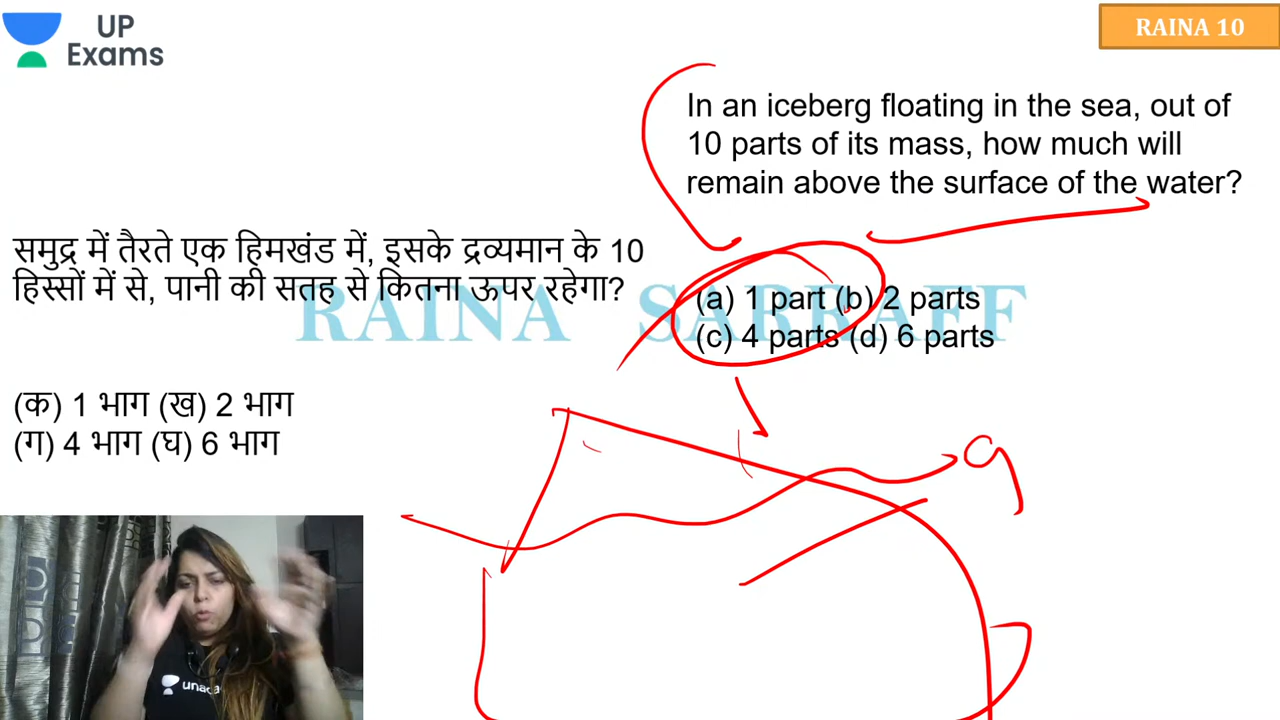 UP
Exams
RAINA 10
In an iceberg floating in the sea, out of
10 parts of its mass, how much will
remain above the surface of the water?
समुद्र में तैरते एक हिमखंड में, इसके द्रव्यमान के 10
हिस्सों में से, पानी की सतह से कितना ऊपर रहेगा?
RAINA SARRAFF
(a) 1 part (b) 2 parts
(c) 4 parts (d) 6 parts
(क) 1 भाग (ख) 2 भाग
(ग) 4 भाग (घ) 6 भाग
9